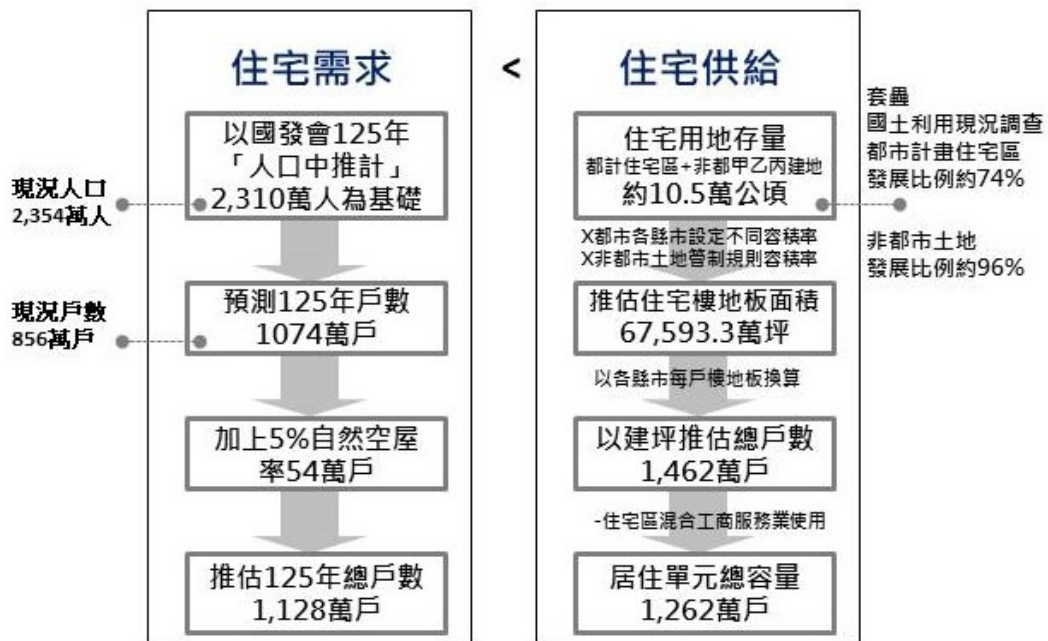 住宅需求
<
住宅供給
以國發會125年
「人口中推計」
2,310萬人為基礎
現況人口
2,354萬人
預測125年戶數
1074萬戶
現況戶數
856萬戶
加上5%自然空屋
率54萬戶
推估125年總戶數
1,128萬戶
住宅用地存量
都計住宅區+非都甲乙丙建地
約10.5萬公頃
套疊
國土利用現況調查
都市計畫住宅區
發展比例約74%
非都市土地
發展比例約96%
X都市各縣市設定不同容積率
X非都市土地管制規則容積率
推估住宅樓地板面積
67,593.3萬坪
以各縣市每戶樓地板換算
以建坪推估總戶數
1,462萬戶
-住宅區混合工商服務業使用
居住單元總容量
1,262萬戶